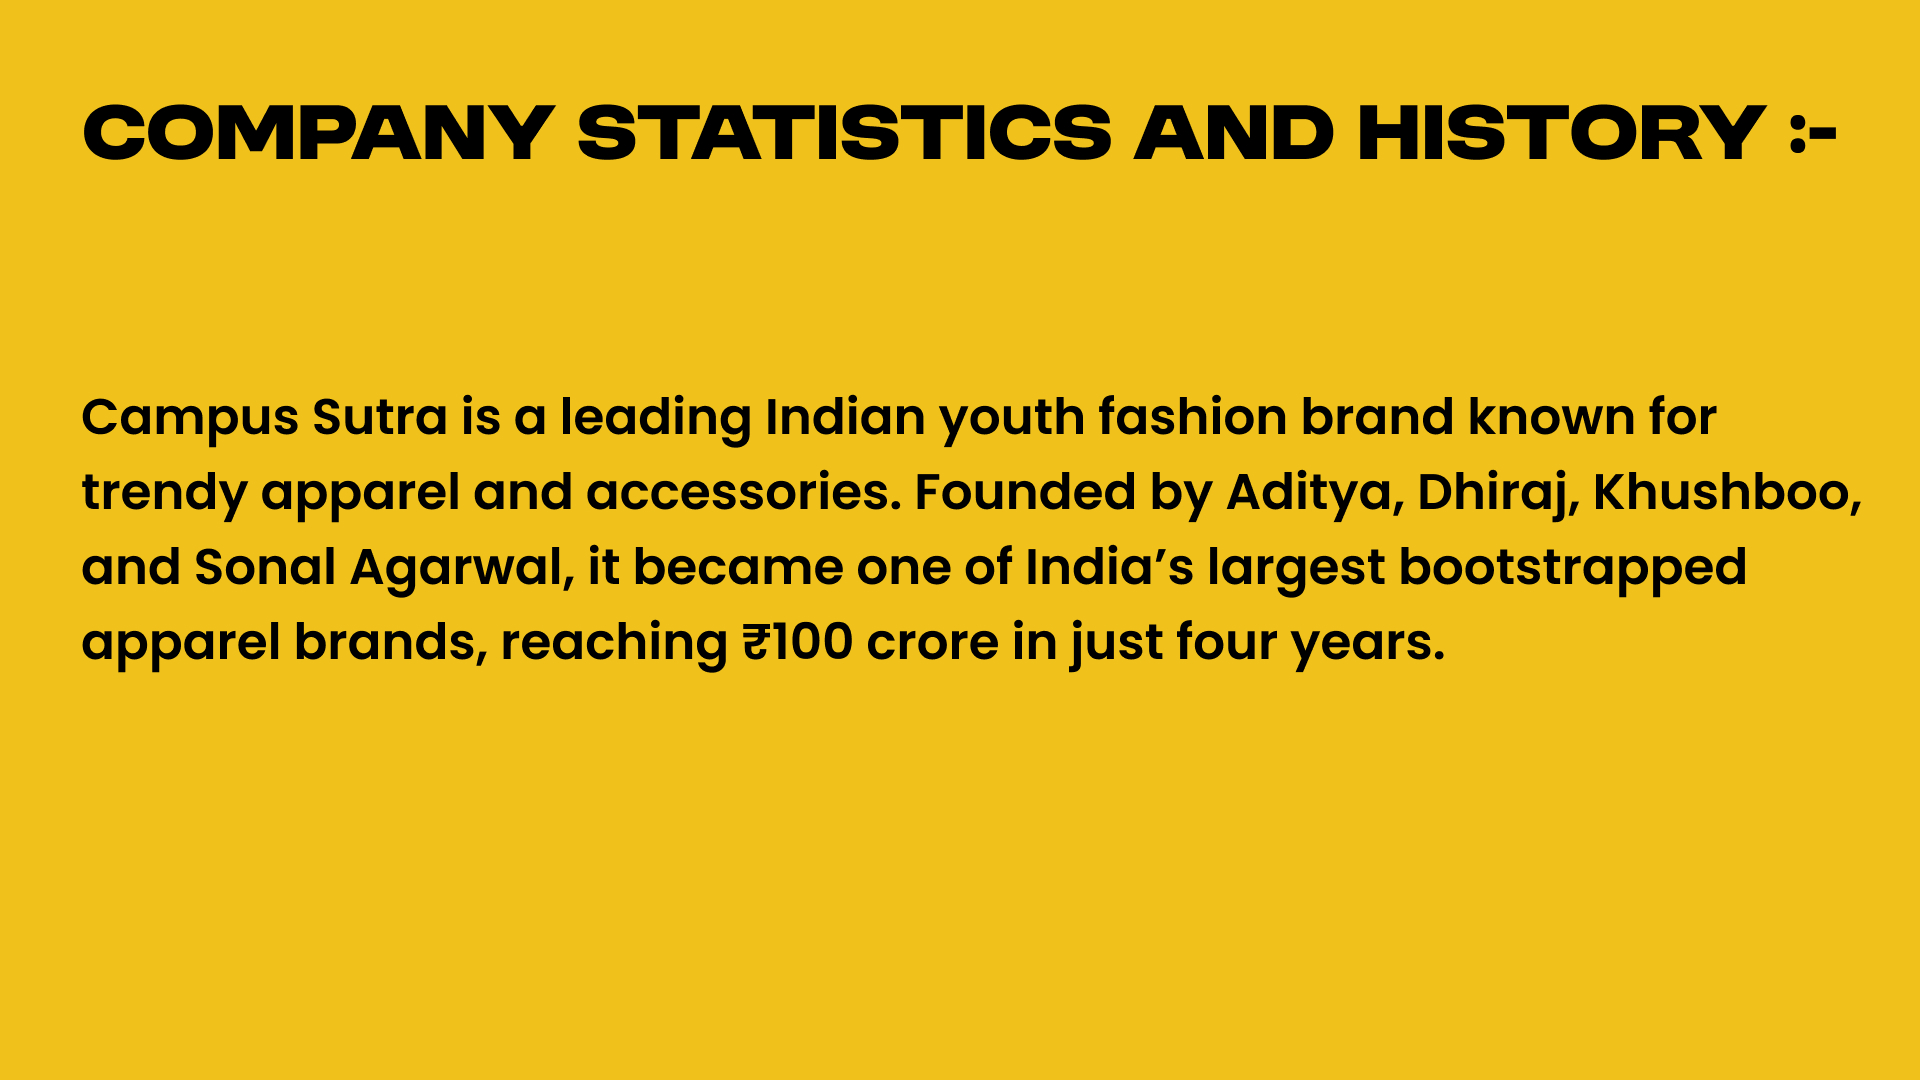 COMPANY STATISTICS AND HISTORY :-
Campus Sutra is a leading Indian youth fashion brand known for
trendy apparel and accessories. Founded by Aditya, Dhiraj, Khushboo,
and Sonal Agarwal, it became one of India’s largest bootstrapped
apparel brands, reaching ₹100 crore in just four years.